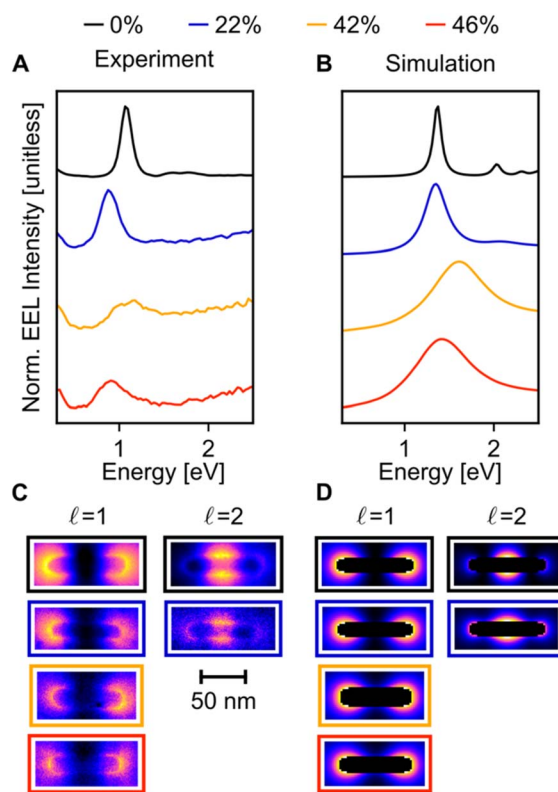 0% 22% 42% 46%
A Experiment
B Simulation
Norm. EEL Intensity [unitless]
1 2
Energy [eV]
1 2
Energy [eV]
C ℓ=1 ℓ=2
D ℓ=1 ℓ=2
50 nm